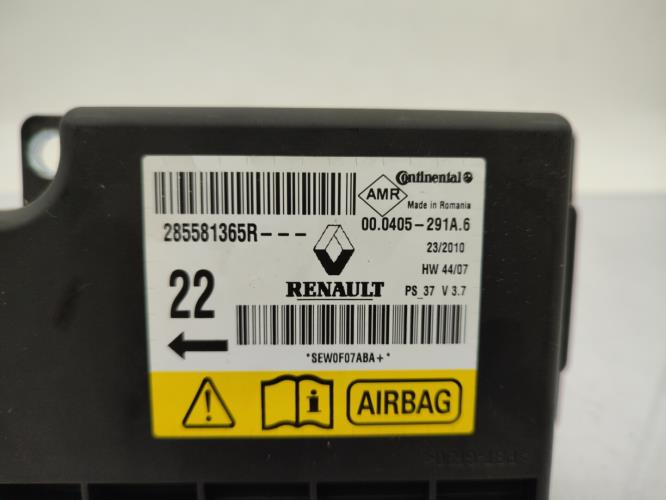 Continental
AMR
Made in Romania
285581365R---
00.0405-291A.6
23/2010
22
HW 44/07
RENAULT
PS_37 V 3.7
*SEW0F07ABA+*
i
AIRBAG